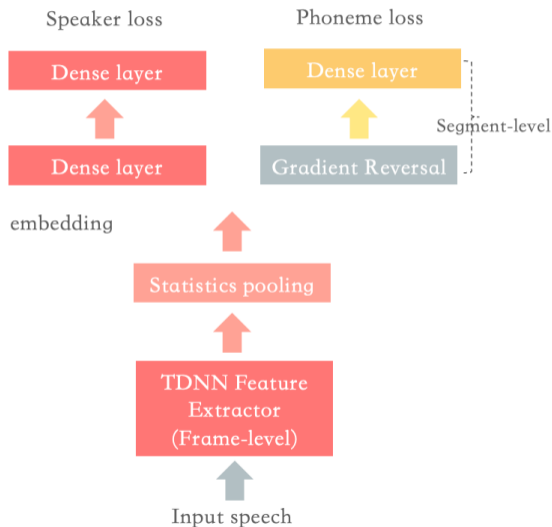 Speaker loss
Phoneme loss
Dense layer
Dense layer
Segment-level
Dense layer
Gradient Reversal
embedding
Statistics pooling
TDNN Feature
Extractor
(Frame-level)
Input speech